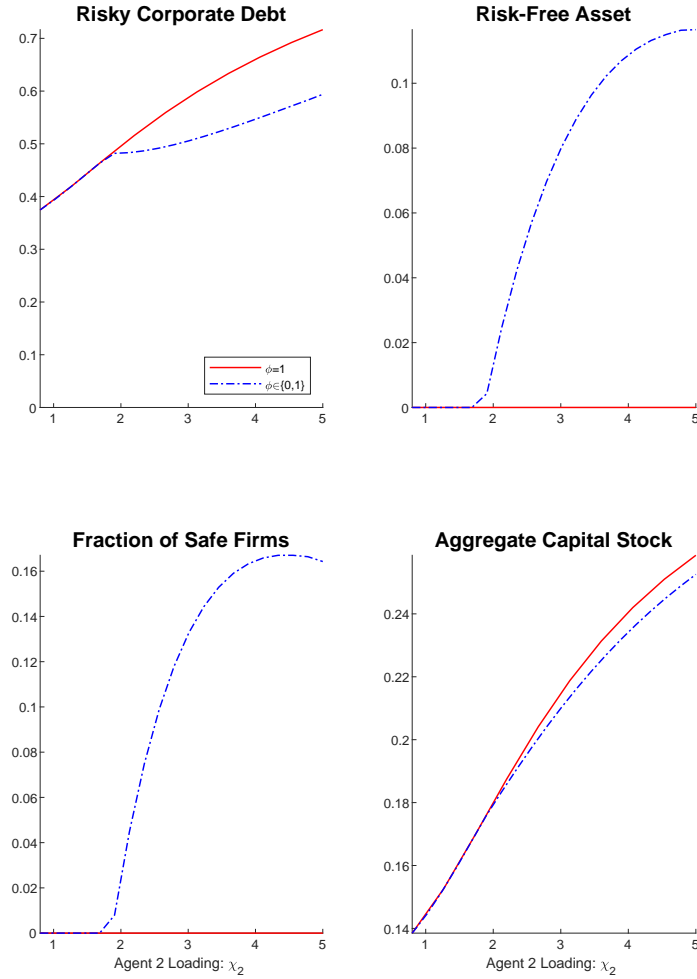 Risky Corporate Debt
0.7
0.6
0.5
0.4
0.3
0.2
0.1
0
1 2 3 4 5
ϕ=1
ϕ∈{0,1}
Risk-Free Asset
0.1
0.08
0.06
0.04
0.02
0
1 2 3 4 5
Fraction of Safe Firms
0.16
0.14
0.12
0.1
0.08
0.06
0.04
0.02
0
1 2 3 4 5
Agent 2 Loading: χ₂
Aggregate Capital Stock
0.24
0.22
0.2
0.18
0.16
0.14
1 2 3 4 5
Agent 2 Loading: χ₂